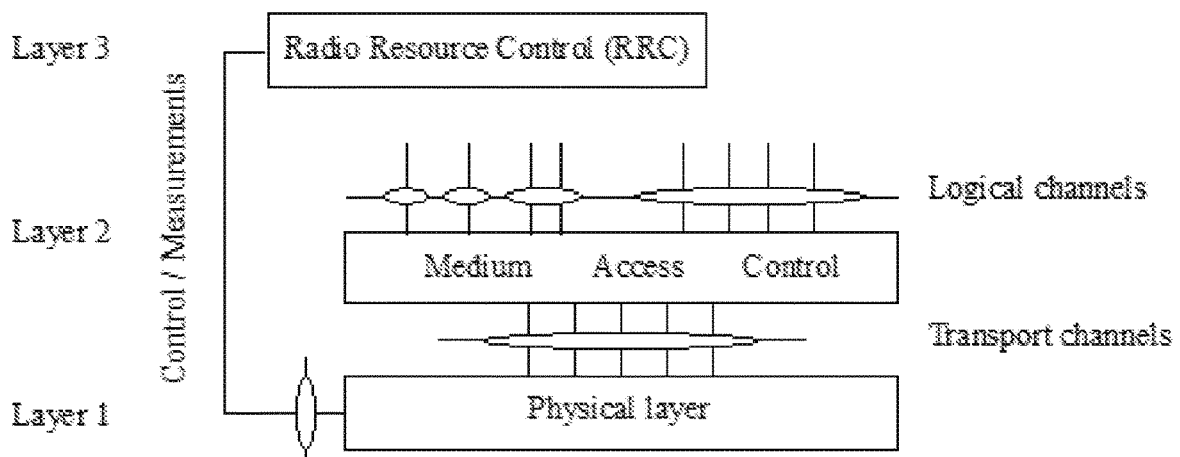 Layer 3
Radio Resource Control (RRC)
Control / Measurements
Logical channels
Layer 2
Medium Access Control
Transport channels
Layer 1
Physical layer